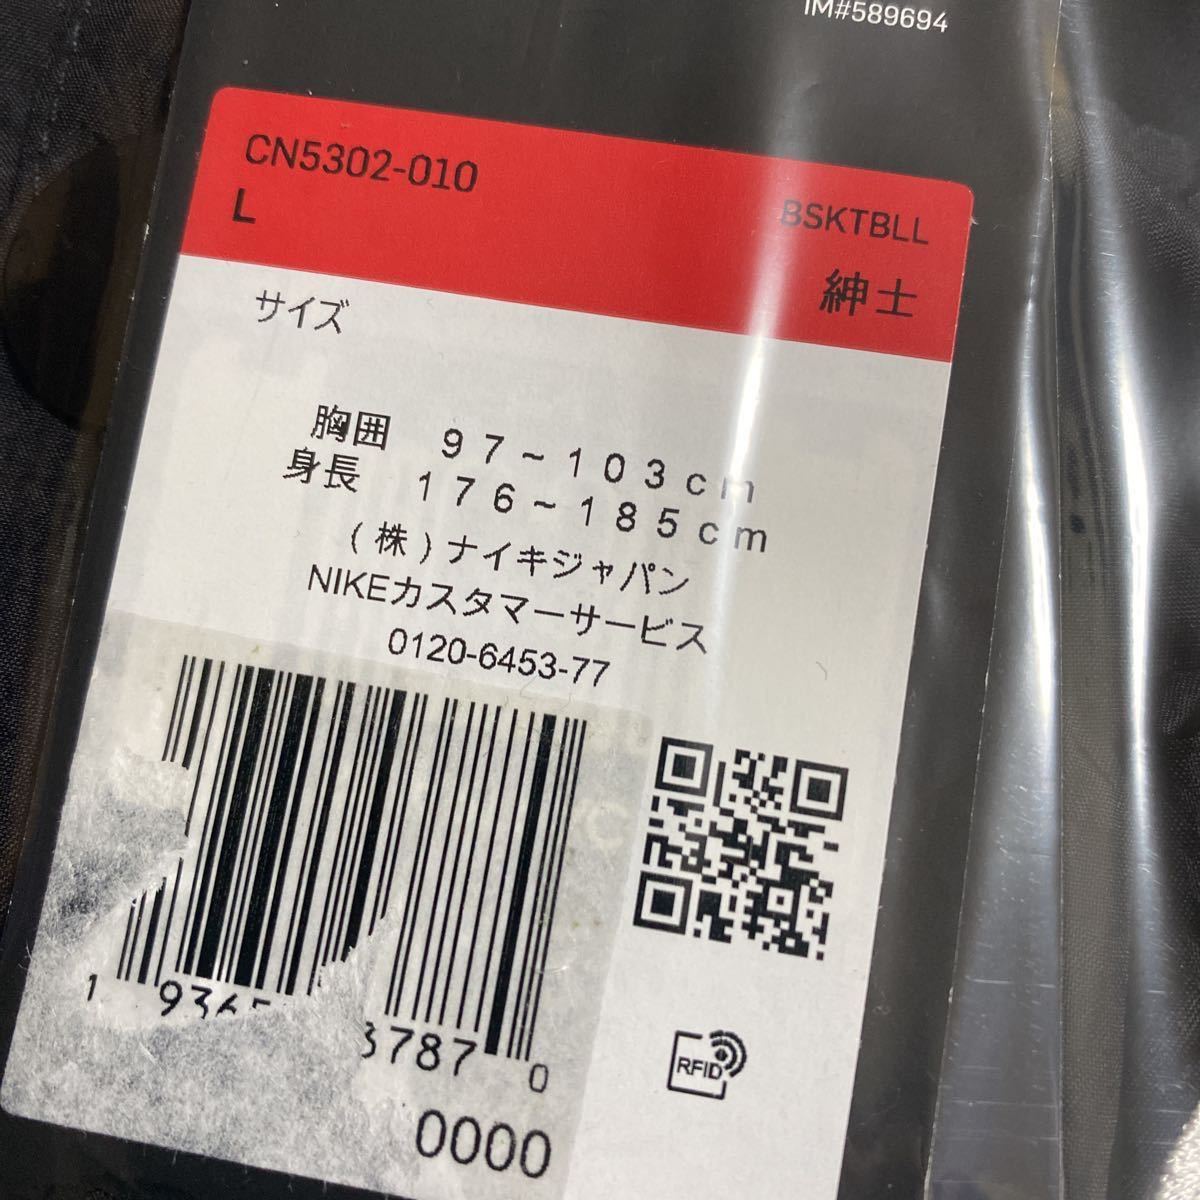 IM#589694
CN5302-010
L
BSKTBLL
紳士
サイズ
胸囲 97~103cm
身長 176~185cm
(株)ナイキジャパン
NIKEカスタマーサービス
0120-6453-77
1 3787 0
0000
RFID